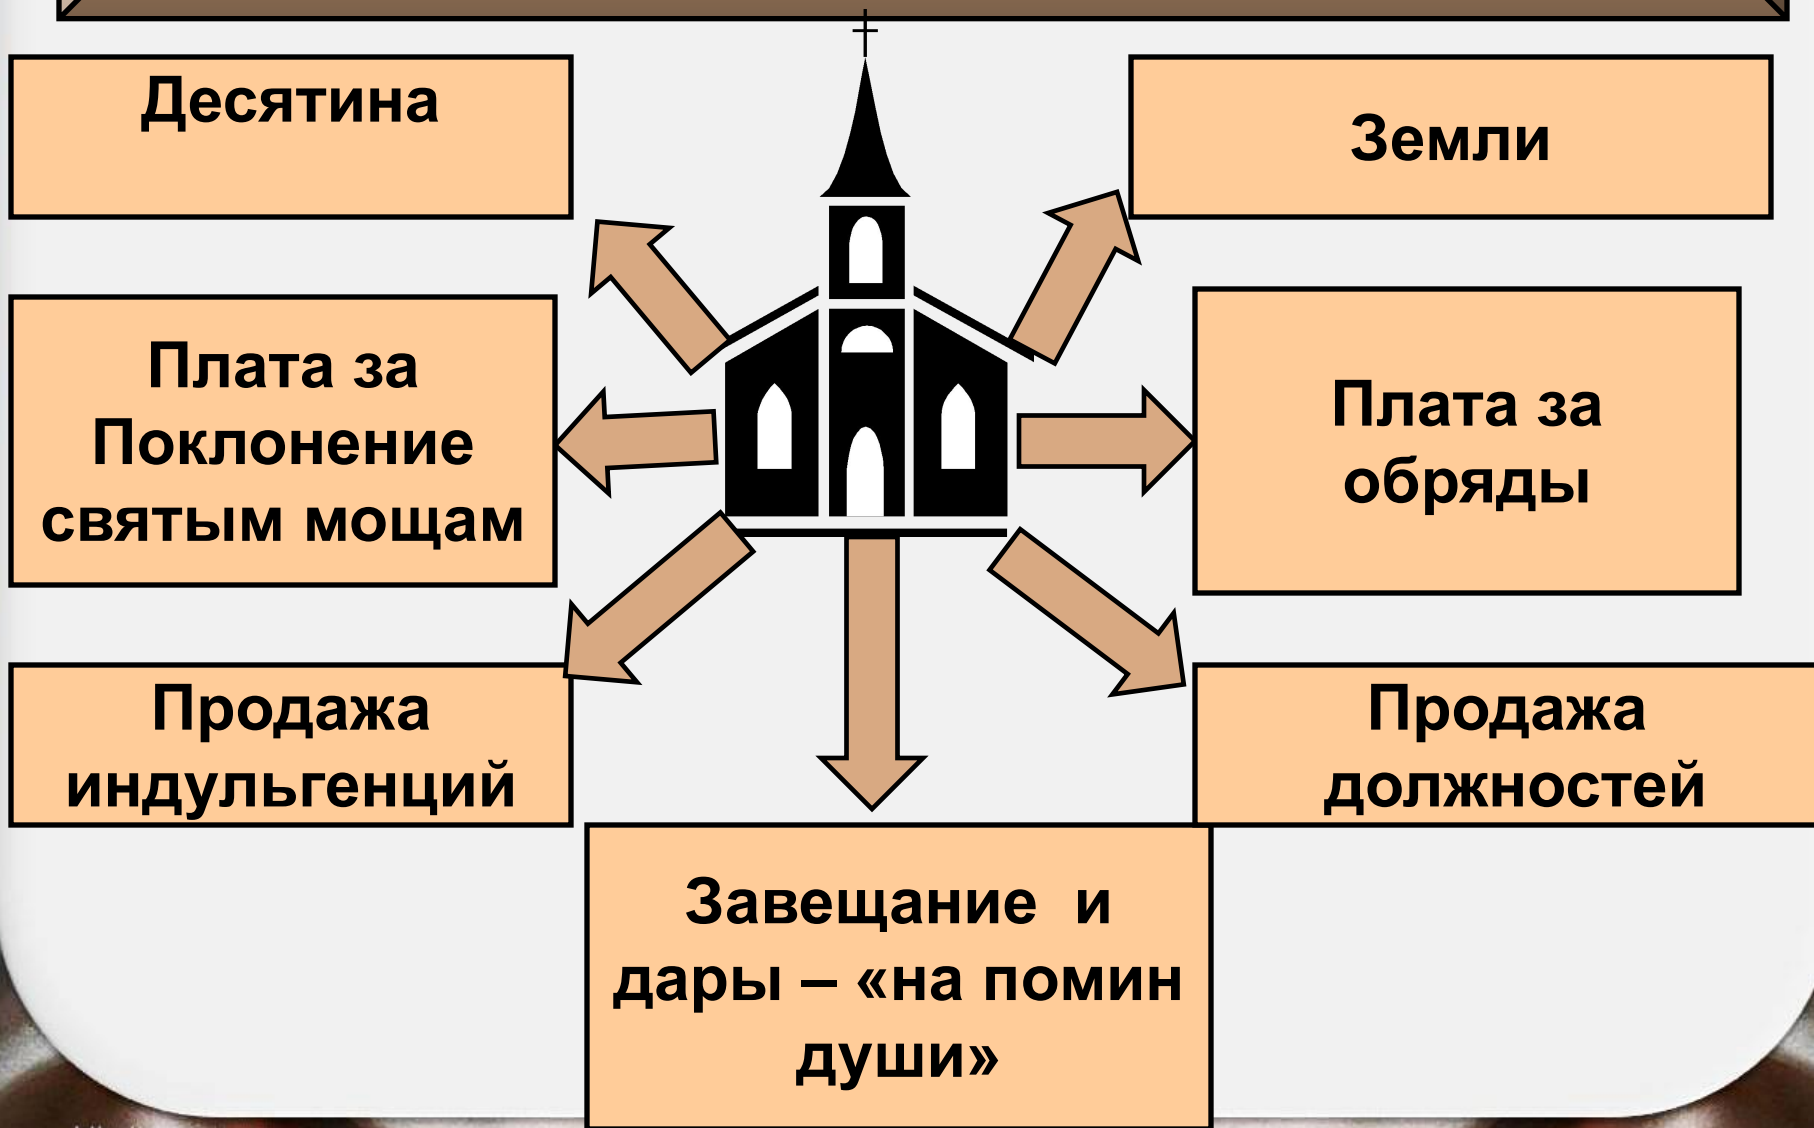 Десятина
Земли
Плата за
Поклонение
святым мощам
Плата за
обряды
Продажа
индульгенций
Продажа
должностей
Завещание и
дары – «на помин
души»